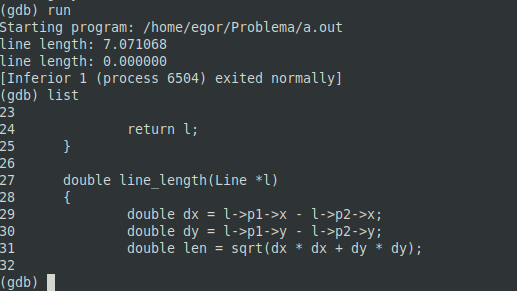 (gdb) run
Starting program: /home/egor/Problema/a.out
line length: 7.071068
line length: 0.000000
[Inferior 1 (process 6504) exited normally]
(gdb) list
23
24              return l;
25      }
26
27      double line_length(Line *l)
28      {
29              double dx = l->p1->x - l->p2->x;
30              double dy = l->p1->y - l->p2->y;
31              double len = sqrt(dx * dx + dy * dy);
32
(gdb)